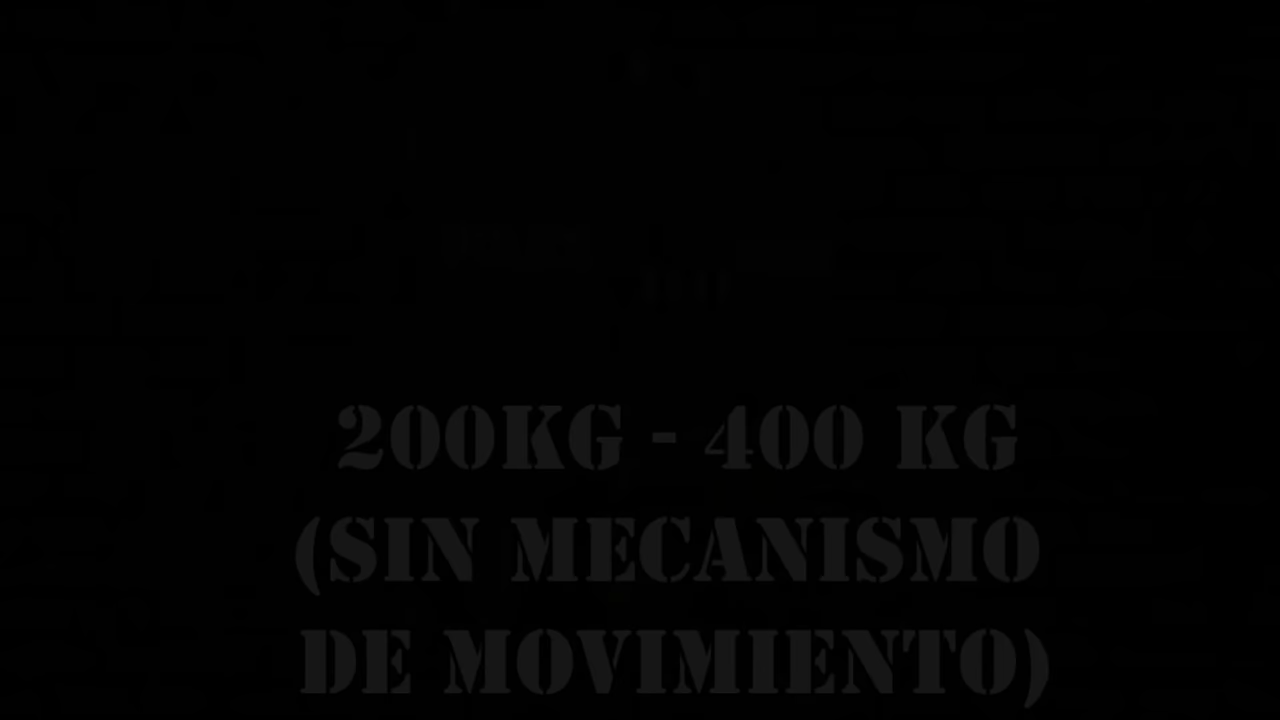 200KG - 400 KG
(SIN MECANISMO
DE MOVIMIENTO)